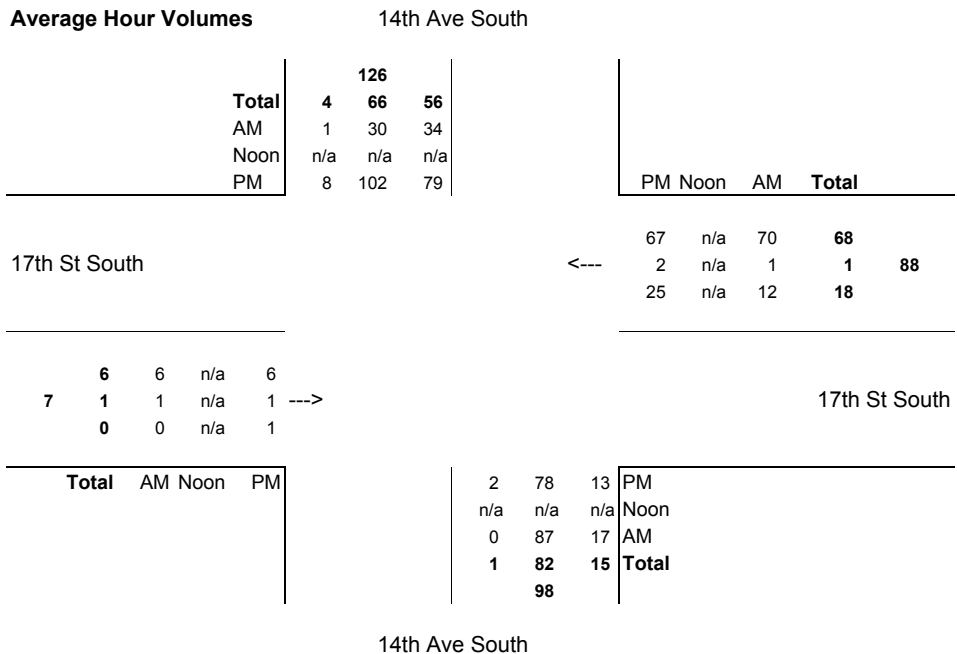 Average Hour Volumes 14th Ave South
126
Total 4 66 56
AM 1 30 34
Noon n/a n/a n/a
PM 8 102 79 PM Noon AM Total
67 n/a 70 68
17th St South <--- 2 n/a 1 1 88
25 n/a 12 18
6 6 n/a 6
7 1 1 n/a 1 ---> 17th St South
0 0 n/a 1
Total AM Noon PM 2 78 13 PM
n/a n/a n/a Noon
0 87 17 AM
1 82 15 Total
98
14th Ave South